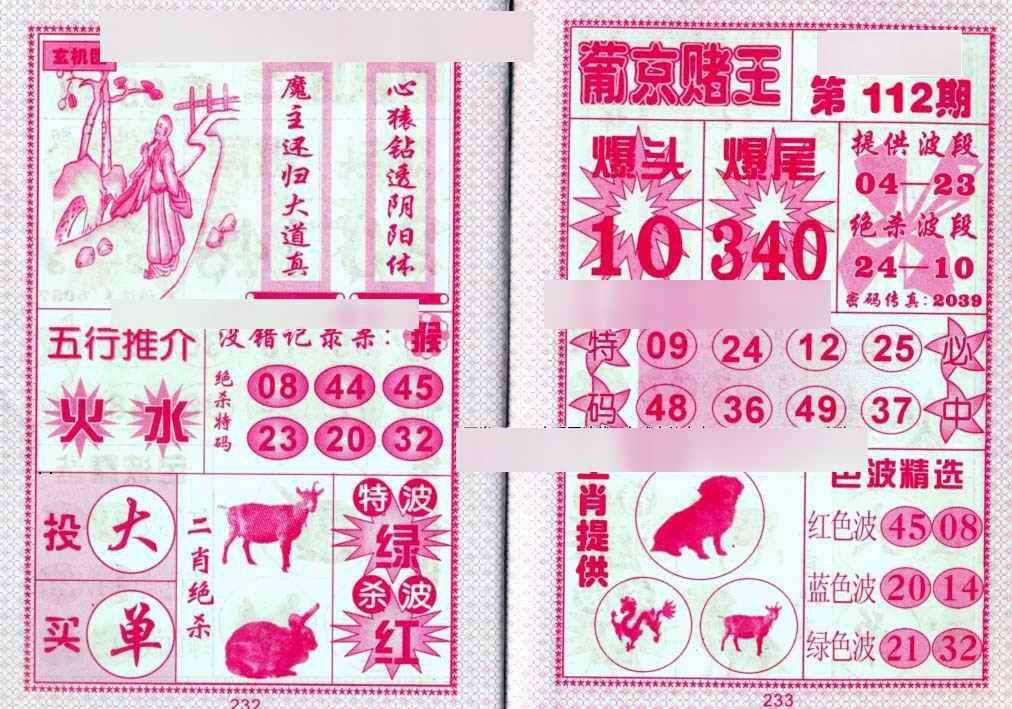 玄机图
心猿钻透阴阳体
魔主还归大道真
五行推介
火 水
没错记录杀：猴
绝杀特码
08 44 45
23 20 32
投 大
买 单
二肖绝杀
特波
绿
杀波
红
232
葡京赌王
第 112期
爆头
10
爆尾
340
提供波段
04—23
绝杀波段
24—10
密码传真：2039
特码
09 24 12 25
48 36 49 37
必中
肖提供
色波精选
红色波 45 08
蓝色波 20 14
绿色波 21 32
233